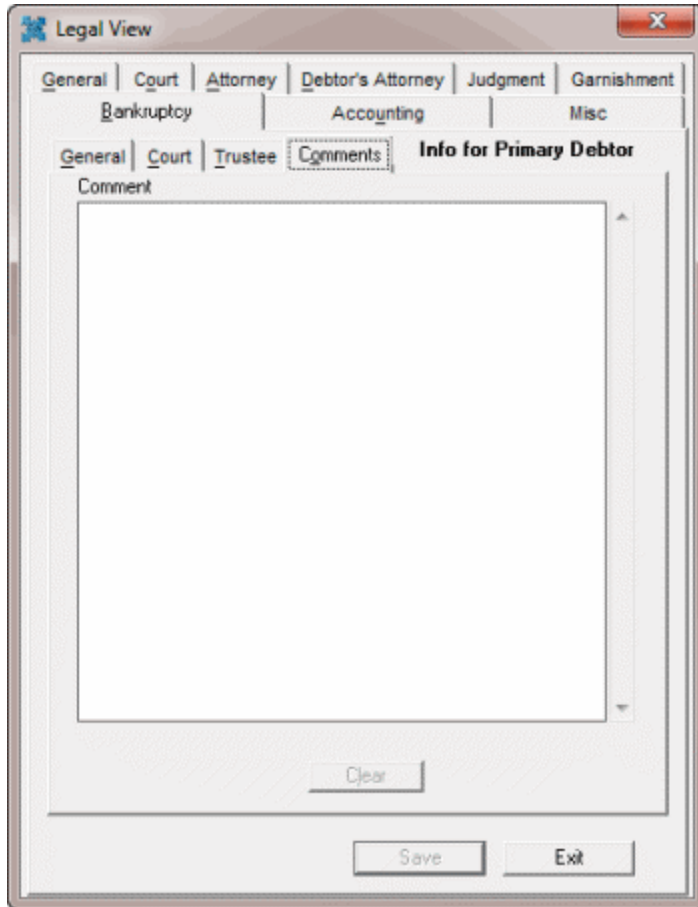 Legal View
General Court Attorney Debtor's Attorney Judgment Garnishment
Bankruptcy Accounting Misc
General Court Trustee Comments Info for Primary Debtor
Comment
Clear
Save Exit